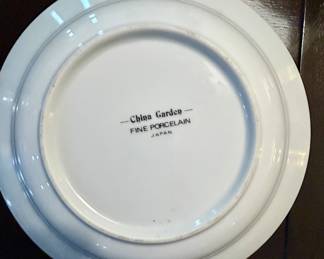 — China Garden —
FINE PORCELAIN
JAPAN